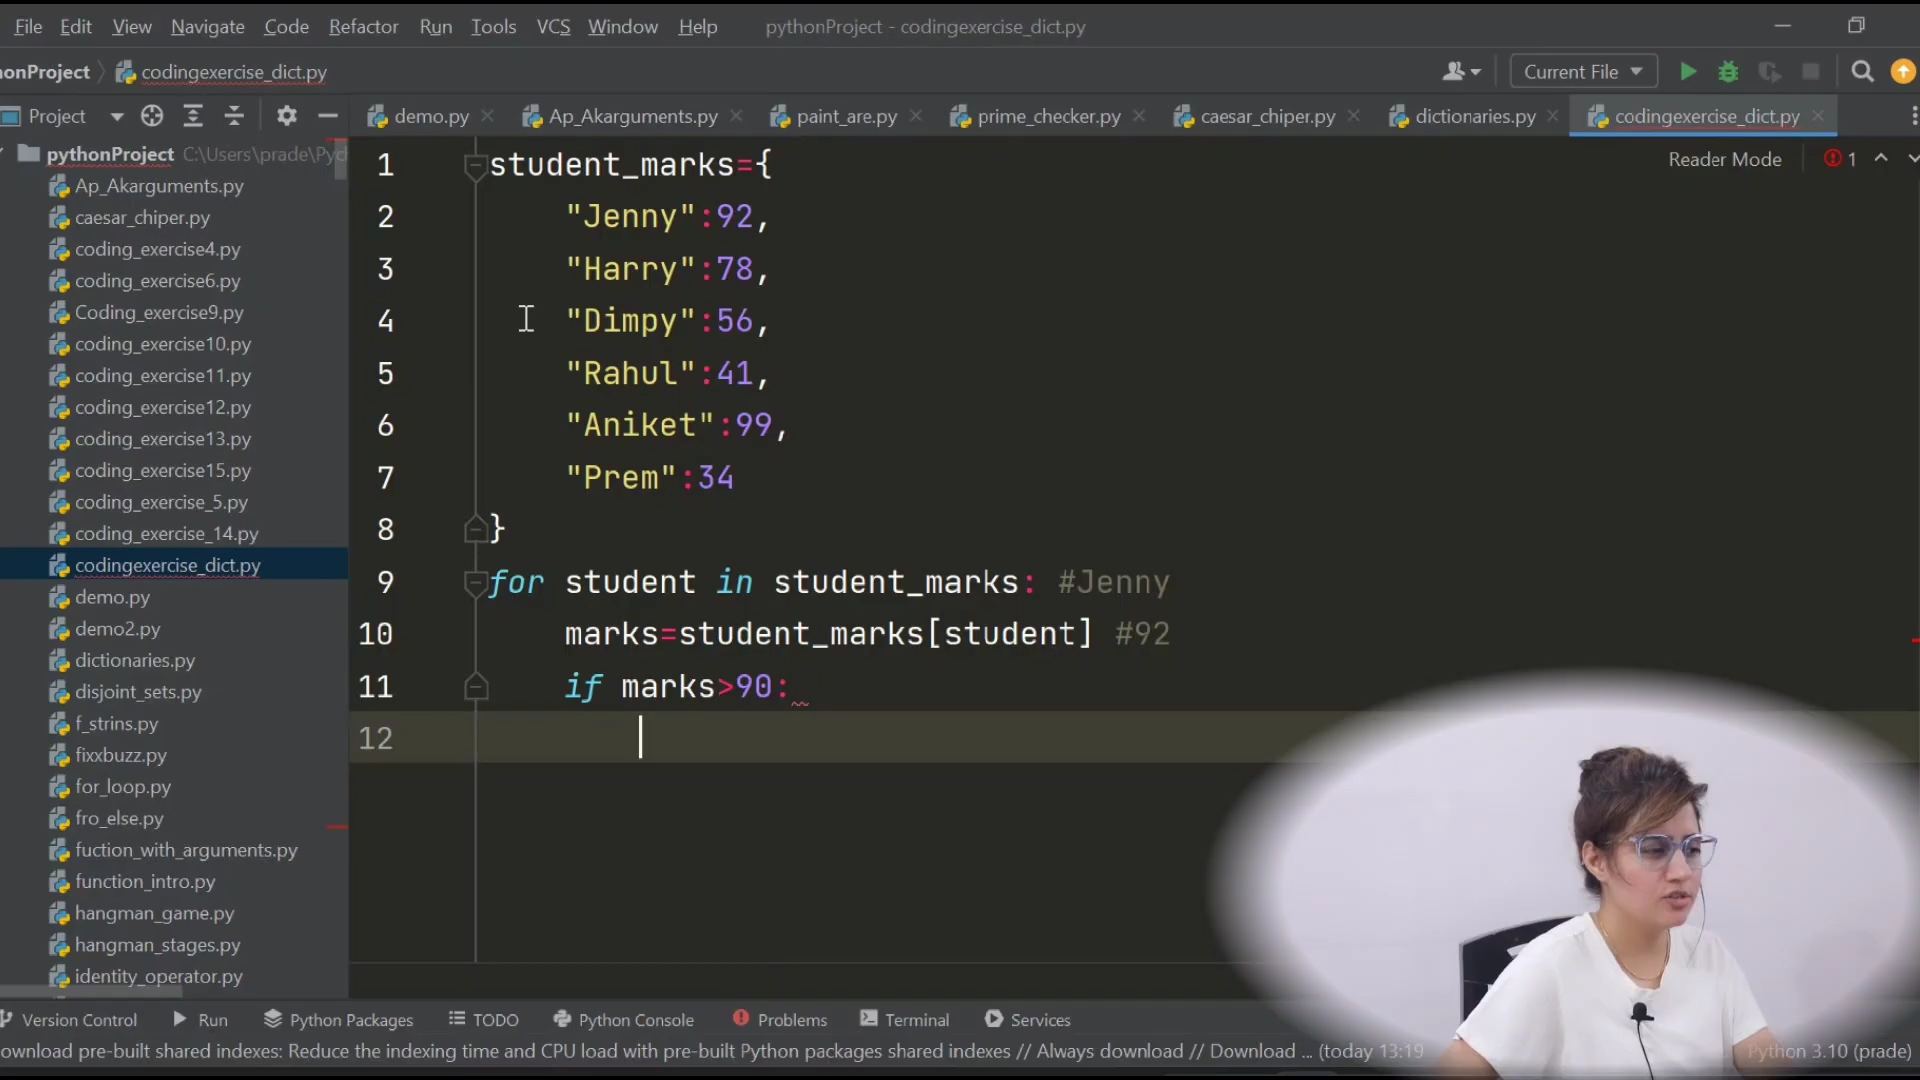 File Edit View Navigate Code Refactor Run Tools VCS Window Help pythonProject - codingexercise_dict.py
onProject codingexercise_dict.py Current File
Project demo.py Ap_Akarguments.py paint_are.py prime_checker.py caesar_chiper.py dictionaries.py codingexercise_dict.py
pythonProject C:\Users\prade\Pych
Reader Mode 1
Ap_Akarguments.py
caesar_chiper.py
coding_exercise4.py
coding_exercise6.py
Coding_exercise9.py
coding_exercise10.py
coding_exercise11.py
coding_exercise12.py
coding_exercise13.py
coding_exercise15.py
coding_exercise_5.py
coding_exercise_14.py
codingexercise_dict.py
demo.py
demo2.py
dictionaries.py
disjoint_sets.py
f_strins.py
fixxbuzz.py
for_loop.py
fro_else.py
fuction_with_arguments.py
function_intro.py
hangman_game.py
hangman_stages.py
identity_operator.py
1 student_marks={
2 "Jenny":92,
3 "Harry":78,
4 "Dimpy":56,
5 "Rahul":41,
6 "Aniket":99,
7 "Prem":34
8 }
9 for student in student_marks: #Jenny
10 marks=student_marks[student] #92
11 if marks>90:
12
Version Control Run Python Packages TODO Python Console Problems Terminal Services
ownload pre-built shared indexes: Reduce the indexing time and CPU load with pre-built Python packages shared indexes // Always download // Download ... (today 13:19 Python 3.10 (prade)